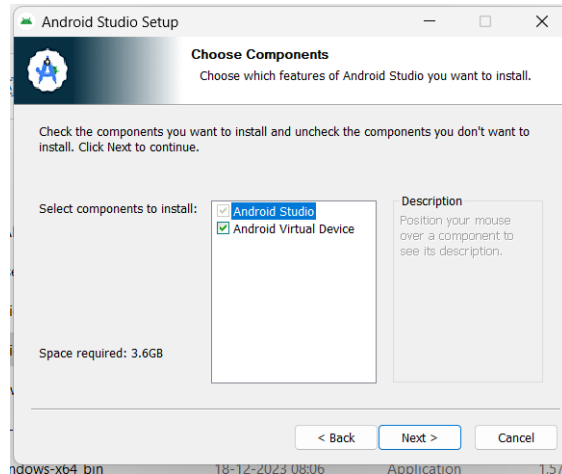 Android Studio Setup
Choose Components
Choose which features of Android Studio you want to install.
Check the components you want to install and uncheck the components you don't want to
install. Click Next to continue.
Select components to install:
Android Studio
Android Virtual Device
Description
Position your mouse
over a component to
see its description.
Space required: 3.6GB
< Back
Next >
Cancel
18-12-2023 08:06
Application